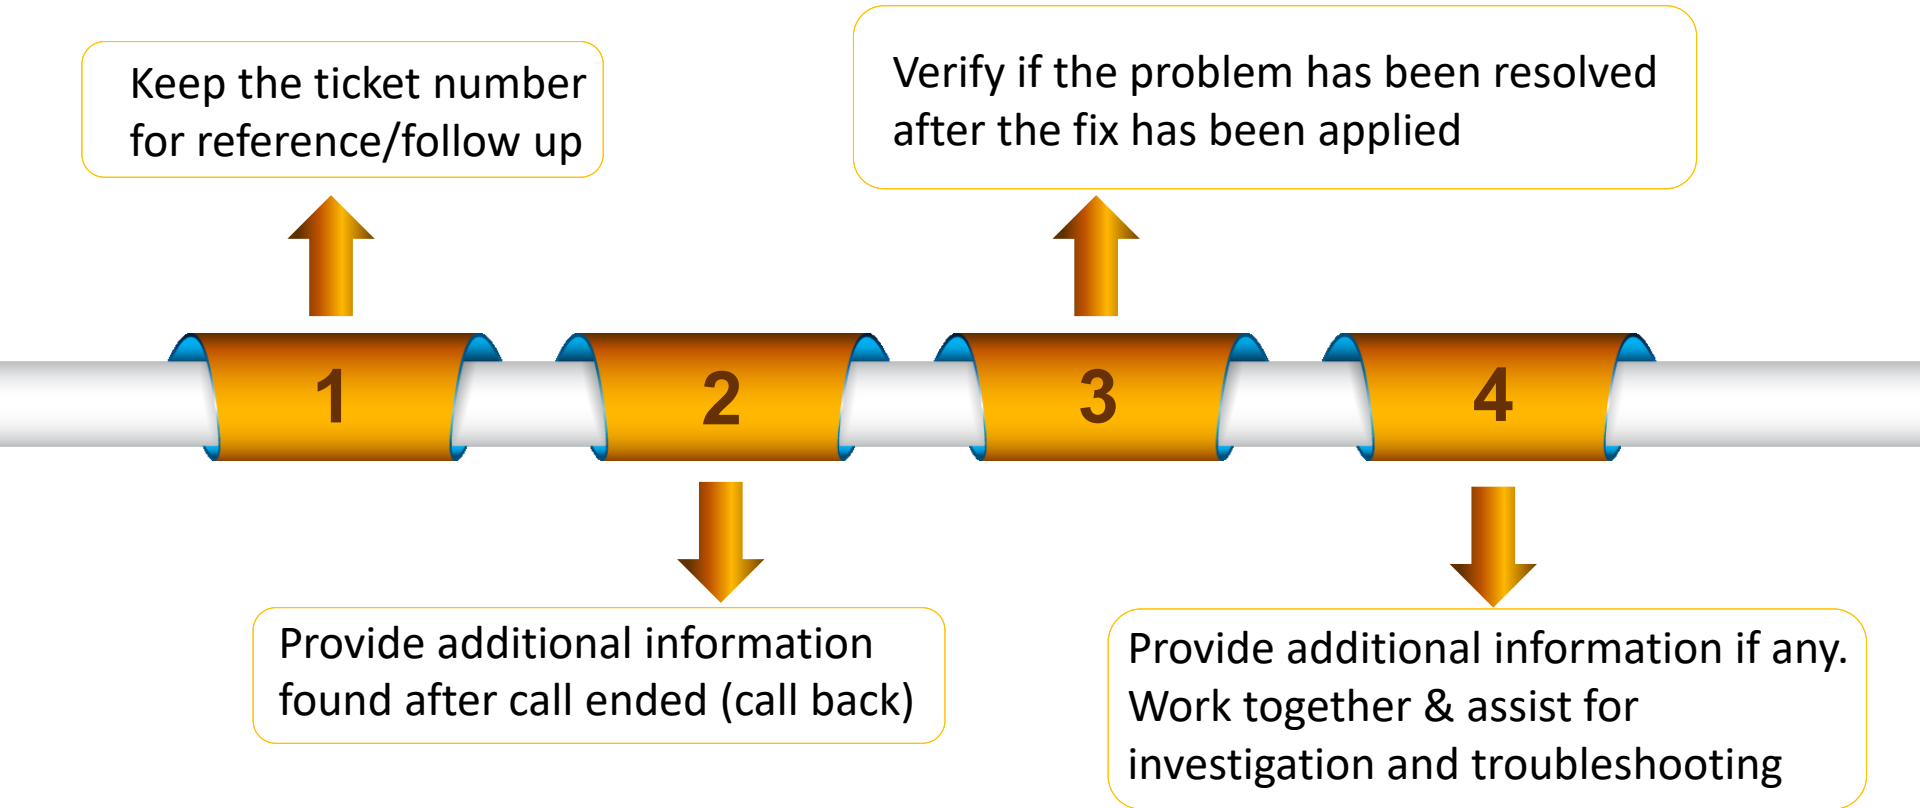 Keep the ticket number
for reference/follow up
Verify if the problem has been resolved
after the fix has been applied
1
2
3
4
Provide additional information
found after call ended (call back)
Provide additional information if any.
Work together & assist for
investigation and troubleshooting